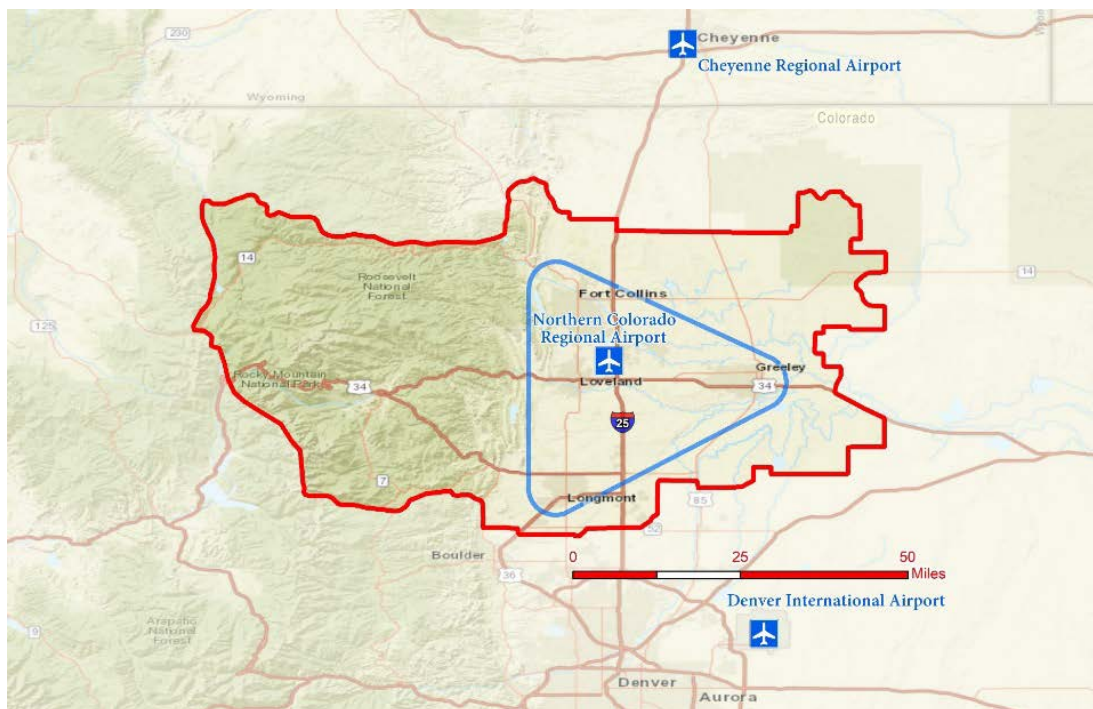 230
Cheyenne
Cheyenne Regional Airport
Wyoming
Colorado
14
Roosevelt
National
Forest
14
Fort Collins
Northern Colorado
Regional Airport
125
Rocky Mountain
National Park
34
Loveland
Greeley
34
25
7
Longmont
85
52
Boulder
36
0
25
50
Miles
Denver International Airport
9
Arapaho
National
Forest
Denver
Aurora